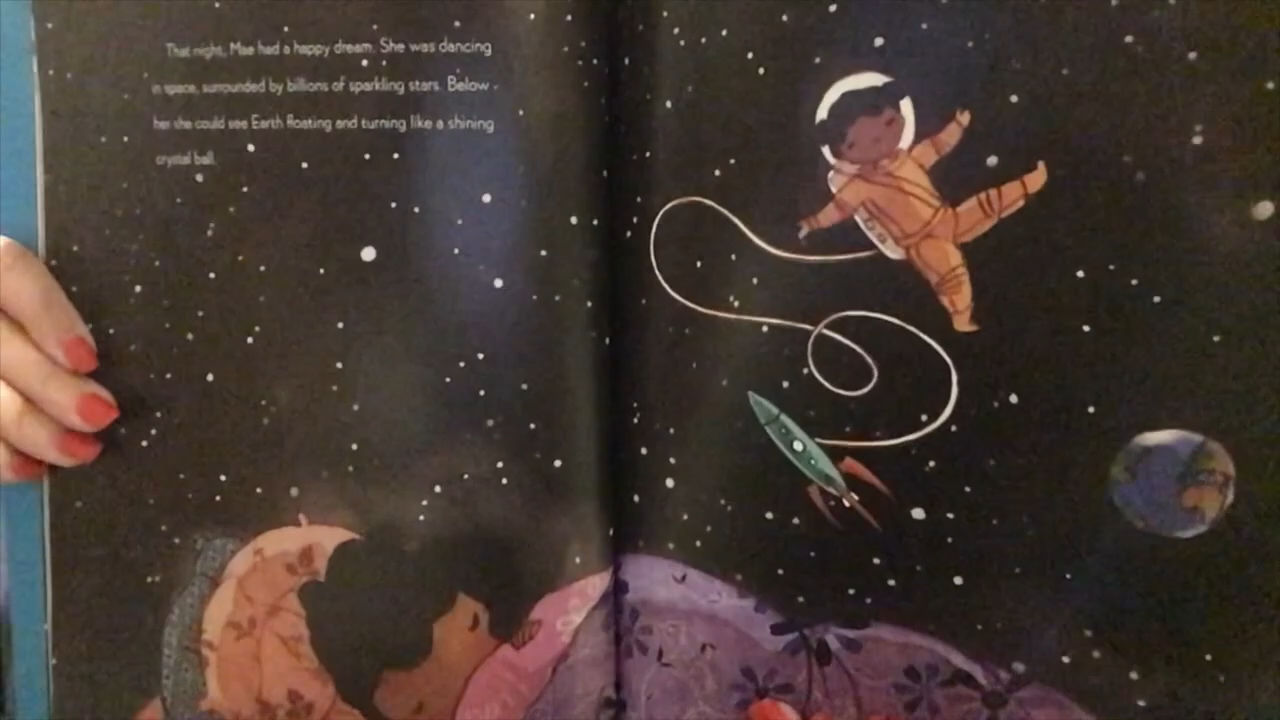 That night, Mae had a happy dream. She was dancing
in space, surrounded by billions of sparkling stars. Below
her she could see Earth floating and turning like a shining
crystal ball.